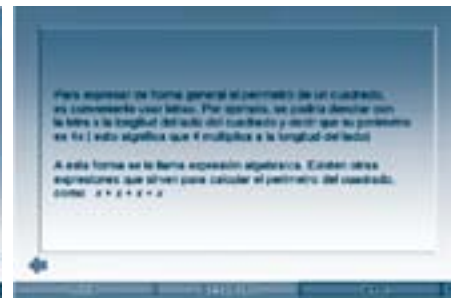 Para expresar de forma general el perímetro de un cuadrado,
es conveniente usar letras. Por ejemplo, se podría denotar con
la letra x la longitud del lado del cuadrado y decir que su perímetro
es 4x ( esto significa que 4 multiplica a la longitud del lado)
A esta forma se le llama expresión algebraica. Existen otras
expresiones que sirven para calcular el perímetro del cuadrado,
como: x + x + x + x